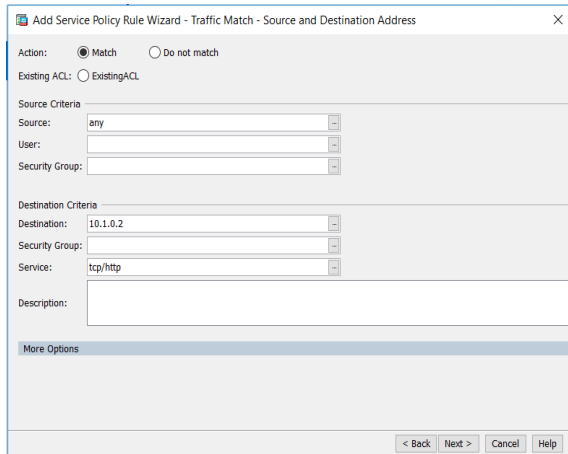 Add Service Policy Rule Wizard - Traffic Match - Source and Destination Address
Action: Match Do not match
Existing ACL: ExistingACL
Source Criteria
Source: any
User:
Security Group:
Destination Criteria
Destination: 10.1.0.2
Security Group:
Service: tcp/http
Description:
More Options
< Back Next > Cancel Help